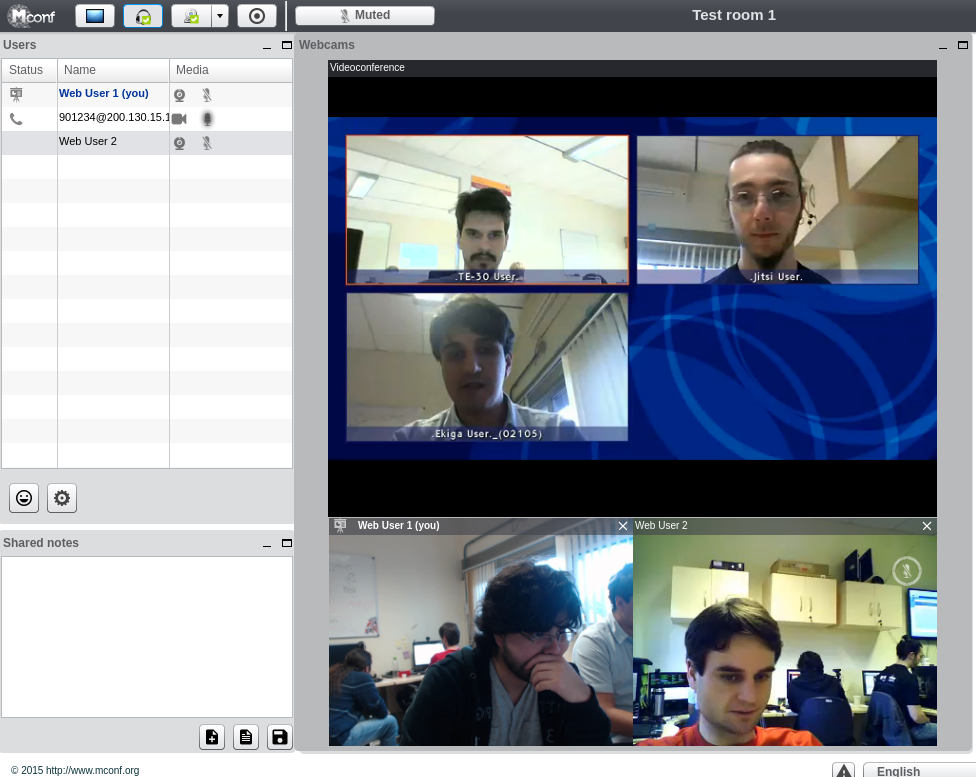 Mconf
Muted
Test room 1
Users
Webcams
Status Name Media
Videoconference
Web User 1 (you)
901234@200.130.15.1
Web User 2
.TE-30 User.
.Jitsi User.
.Ekiga User._(02105)
Web User 1 (you)
Web User 2
Shared notes
© 2015 http://www.mconf.org
English